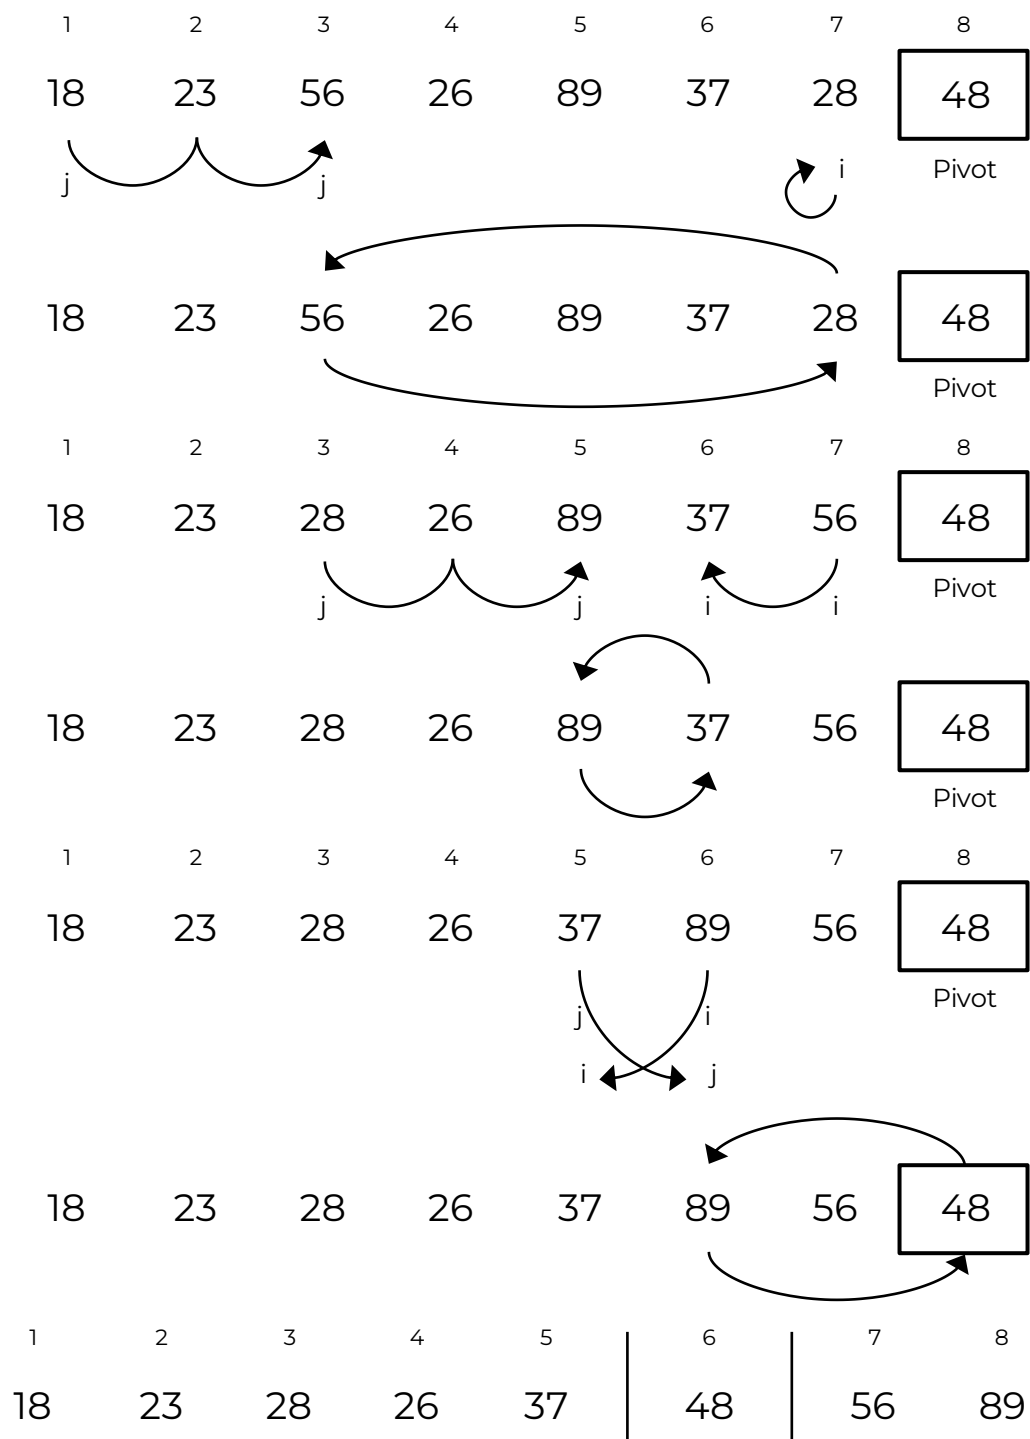 1 2 3 4 5 6 7 8
18 23 56 26 89 37 28 48
j j i Pivot
18 23 56 26 89 37 28 48
Pivot
1 2 3 4 5 6 7 8
18 23 28 26 89 37 56 48
j j i i Pivot
18 23 28 26 89 37 56 48
Pivot
1 2 3 4 5 6 7 8
18 23 28 26 37 89 56 48
j i Pivot
i j
18 23 28 26 37 89 56 48
1 2 3 4 5 6 7 8
18 23 28 26 37 48 56 89